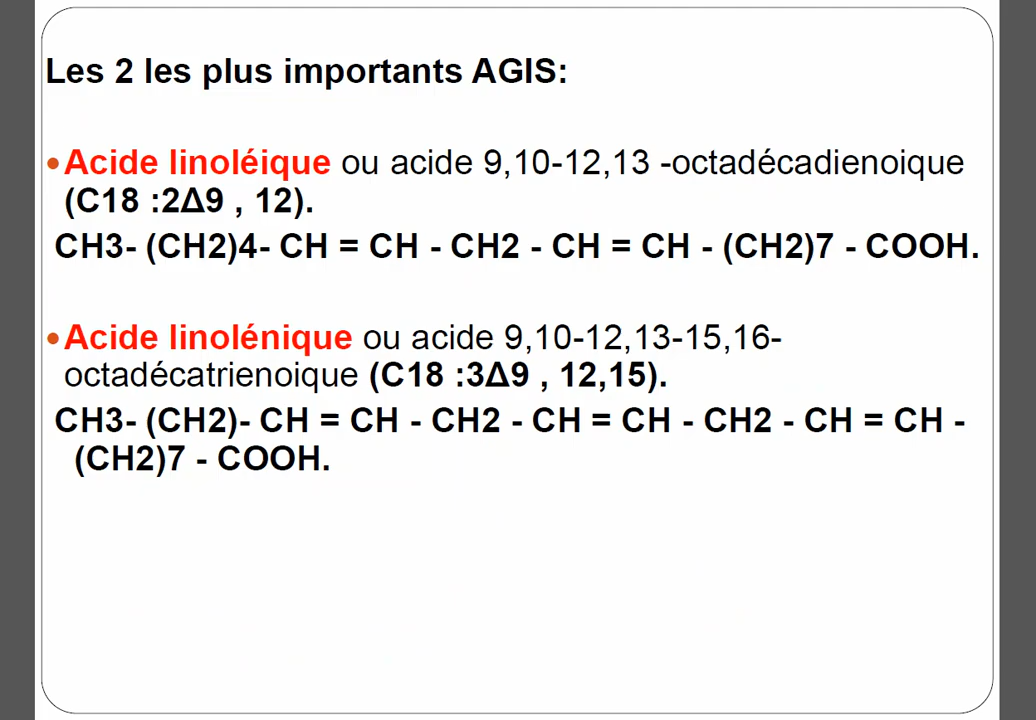 Les 2 les plus importants AGIS:
•Acide linoléique ou acide 9,10-12,13 -octadécadienoique
(C18 :2Δ9 , 12).
CH3- (CH2)4- CH = CH - CH2 - CH = CH - (CH2)7 - COOH.
•Acide linolénique ou acide 9,10-12,13-15,16-
octadécatrienoique (C18 :3Δ9 , 12,15).
CH3- (CH2)- CH = CH - CH2 - CH = CH - CH2 - CH = CH -
(CH2)7 - COOH.